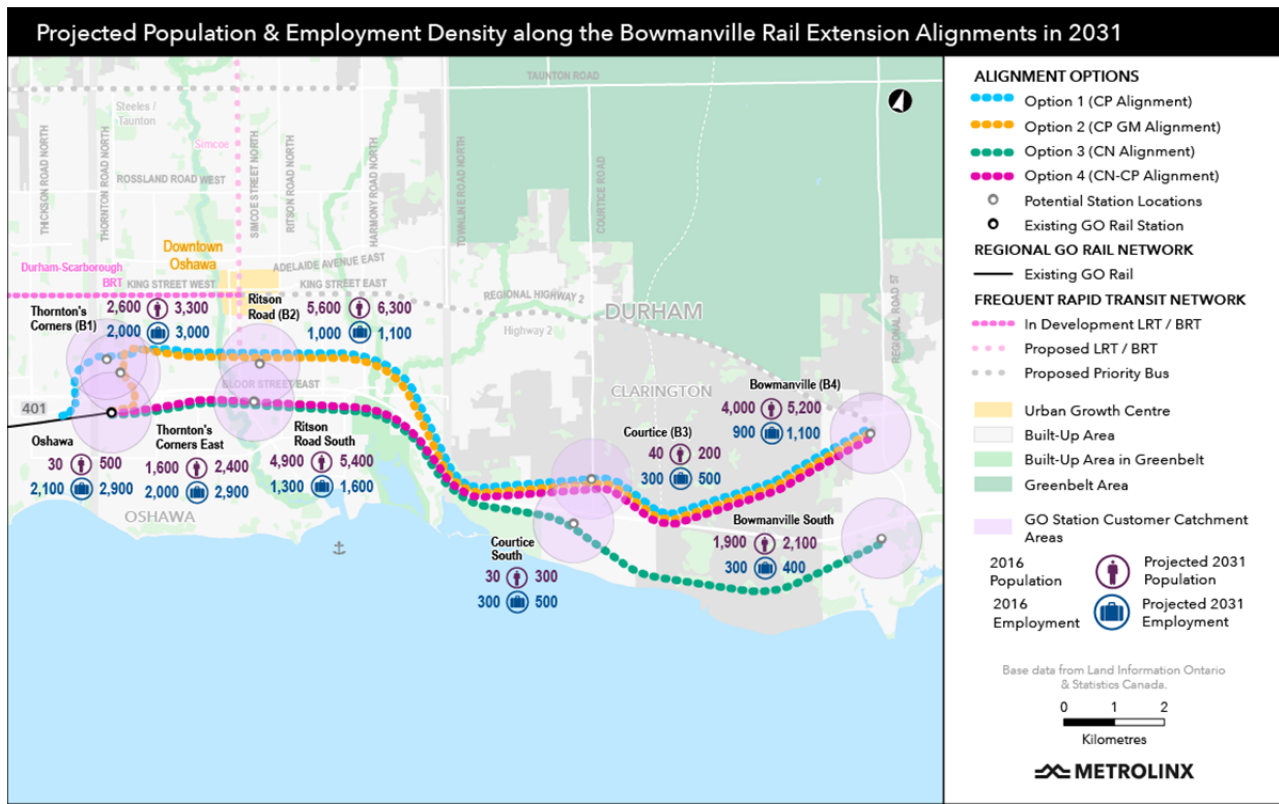 Projected Population & Employment Density along the Bowmanville Rail Extension Alignments in 2031
TAUNTON ROAD
Steeles /
Taunton
THICKSON ROAD NORTH
THORNTON ROAD NORTH
Simcoe
SIMCOE STREET NORTH
RITSON ROAD NORTH
HARMONY ROAD NORTH
TOWNLINE ROAD NORTH
COURTICE ROAD
ROSSLAND ROAD WEST
Downtown
Oshawa
ADELAIDE AVENUE EAST
Durham-Scarborough
BRT
KING STREET WEST
KING STREET EAST
REGIONAL HIGHWAY 2
Highway 2
DURHAM
REGIONAL ROAD 57
Thornton's
Corners (B1)
2,600 3,300
2,000 3,000
Ritson
Road (B2)
5,600 6,300
1,000 1,100
BLOOR STREET EAST
401
CLARINGTON
Bowmanville (B4)
4,000 5,200
900 1,100
Oshawa
30 500
2,100 2,900
Thornton's
Corners East
1,600 2,400
2,000 2,900
Ritson
Road South
4,900 5,400
1,300 1,600
Courtice (B3)
40 200
300 500
OSHAWA
Bowmanville South
1,900 2,100
300 400
Courtice
South
30 300
300 500
ALIGNMENT OPTIONS
Option 1 (CP Alignment)
Option 2 (CP GM Alignment)
Option 3 (CN Alignment)
Option 4 (CN-CP Alignment)
Potential Station Locations
Existing GO Rail Station
REGIONAL GO RAIL NETWORK
Existing GO Rail
FREQUENT RAPID TRANSIT NETWORK
In Development LRT / BRT
Proposed LRT / BRT
Proposed Priority Bus
Urban Growth Centre
Built-Up Area
Built-Up Area in Greenbelt
Greenbelt Area
GO Station Customer Catchment
Areas
2016
Population
Projected 2031
Population
2016
Employment
Projected 2031
Employment
Base data from Land Information Ontario
& Statistics Canada.
0 1 2
Kilometres
METROLINX